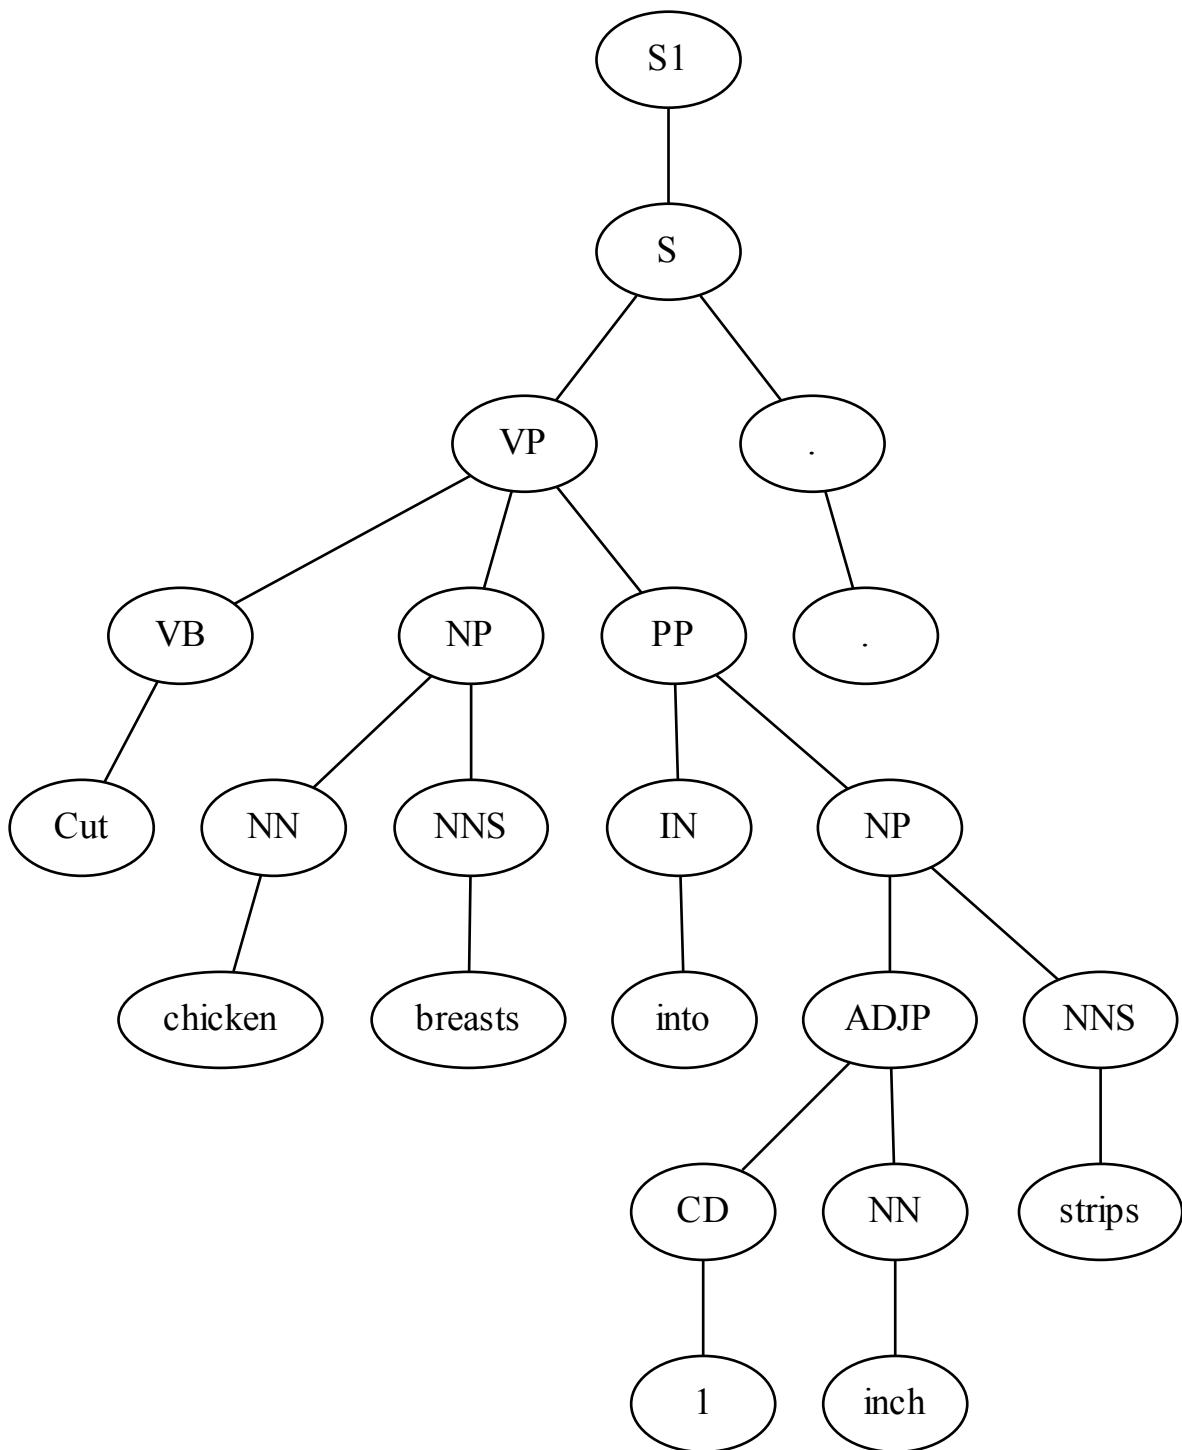 S1
S
VP .
VB NP PP .
Cut NN NNS IN NP
chicken breasts into ADJP NNS
CD NN strips
1 inch